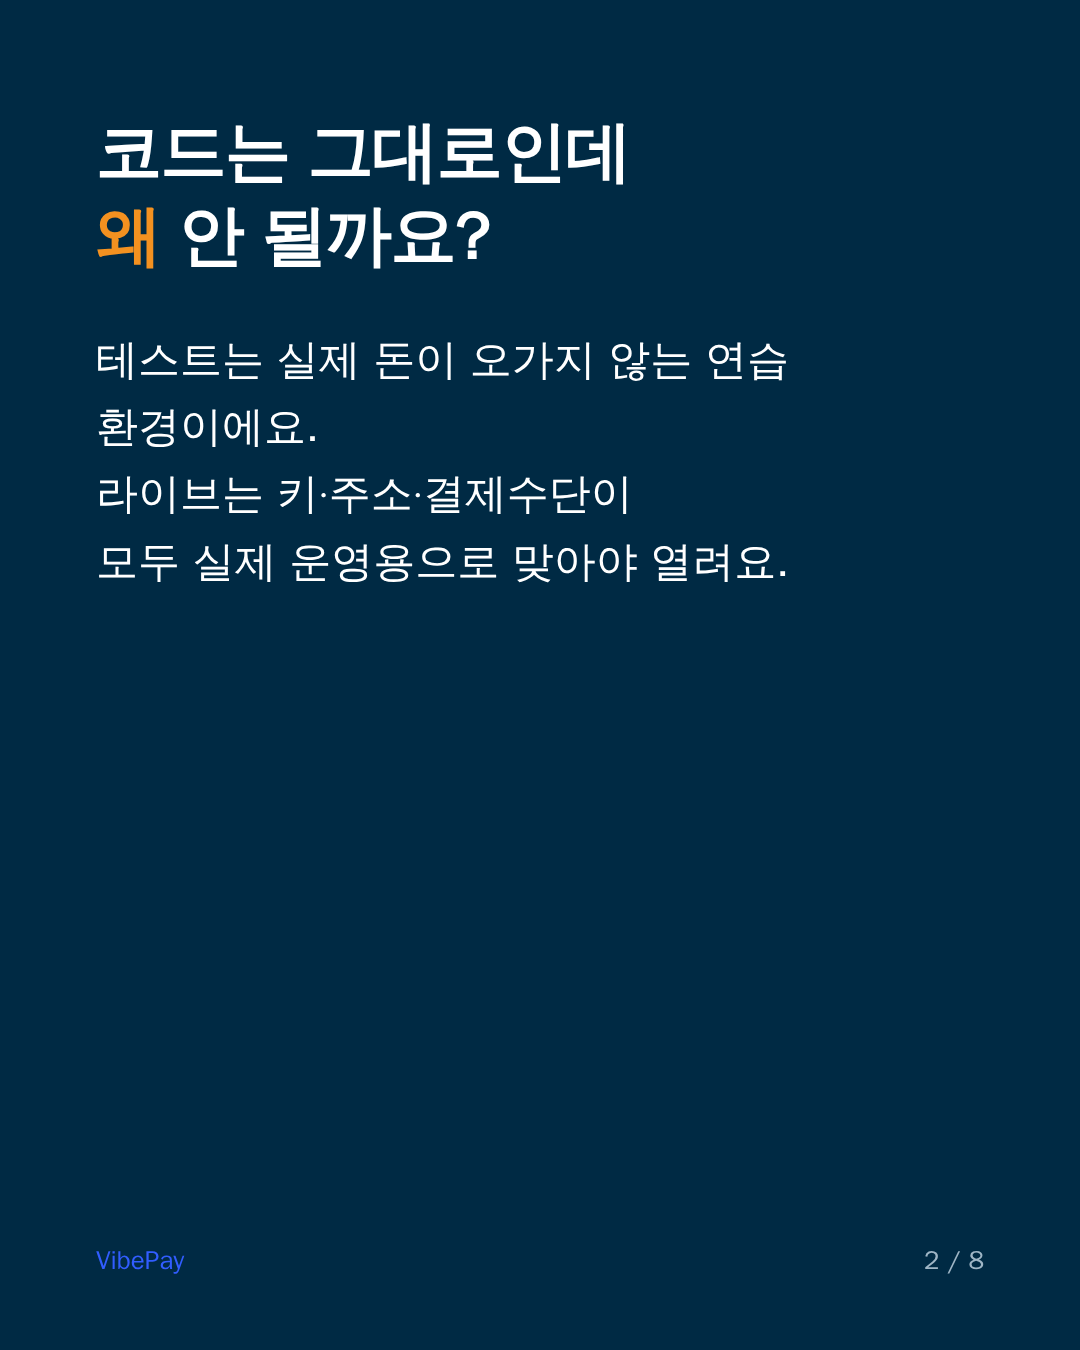 코드는 그대로인데
왜 안 될까요?
테스트는 실제 돈이 오가지 않는 연습
환경이에요.
라이브는 키·주소·결제수단이
모두 실제 운영용으로 맞아야 열려요.
VibePay
2 / 8